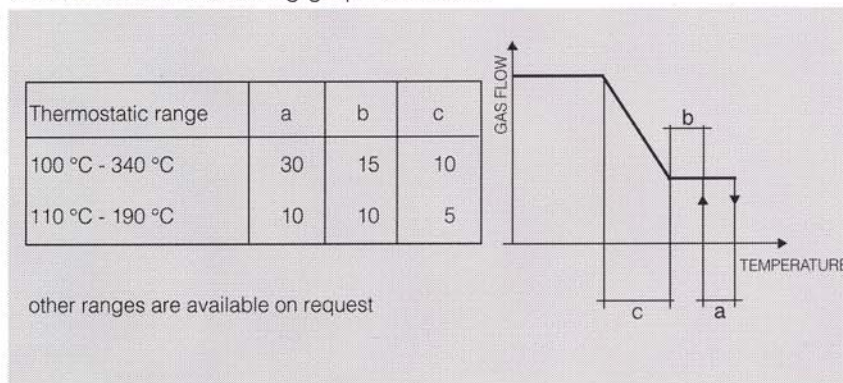 Thermostatic range a b c
100 °C - 340 °C 30 15 10
110 °C - 190 °C 10 10 5
other ranges are available on request
GAS FLOW
b
TEMPERATURE
c a